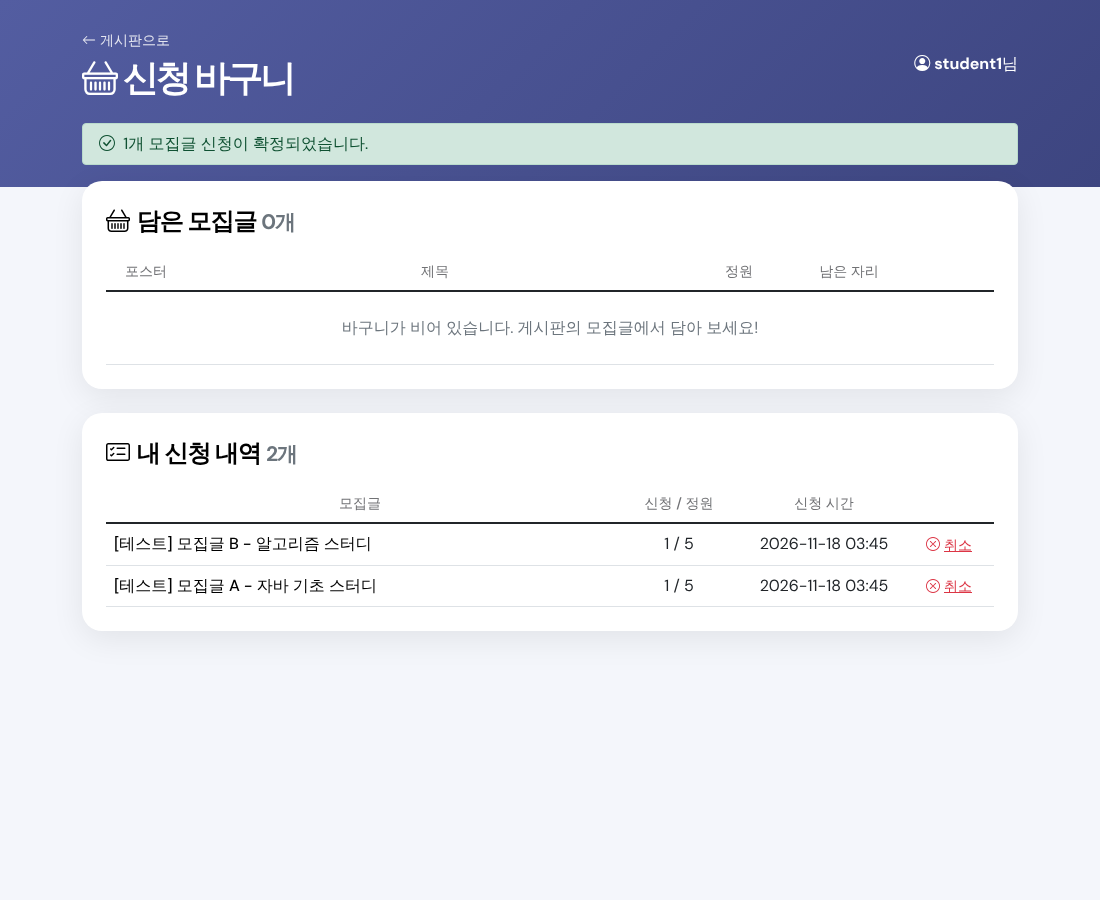 ← 게시판으로
신청 바구니
student1님
1개 모집글 신청이 확정되었습니다.
담은 모집글 0개
포스터 제목 정원 남은 자리
바구니가 비어 있습니다. 게시판의 모집글에서 담아 보세요!
내 신청 내역 2개
모집글 신청 / 정원 신청 시간
[테스트] 모집글 B - 알고리즘 스터디 1 / 5 2026-11-18 03:45 취소
[테스트] 모집글 A - 자바 기초 스터디 1 / 5 2026-11-18 03:45 취소